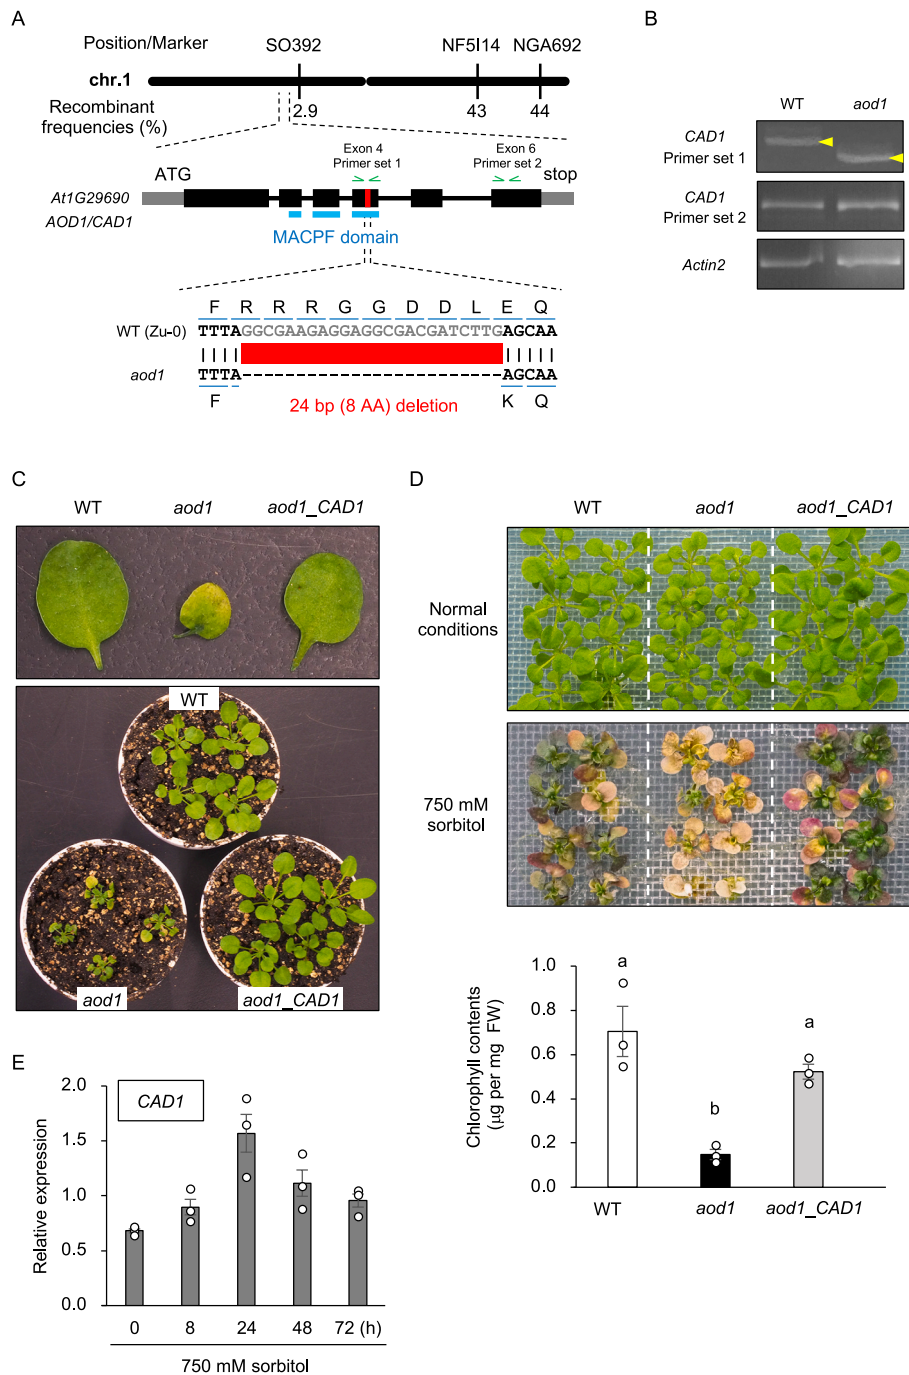 A
Position/Marker SO392 NF5I14 NGA692
chr.1
Recombinant frequencies (%) 2.9 43 44
Exon 4 Primer set 1
Exon 6 Primer set 2
ATG stop
At1G29690
AOD1/CAD1
MACPF domain
F R R R G G D D L E Q
WT (Zu-0) TTTAGGCGAAGAGGAGGCGACGATCTTGAGCAA
aod1 TTTA------------------------AGCAA
F K Q
24 bp (8 AA) deletion
B
WT aod1
CAD1
Primer set 1
CAD1
Primer set 2
Actin2
C
WT aod1 aod1_CAD1
WT
aod1 aod1_CAD1
D
WT aod1 aod1_CAD1
Normal conditions
750 mM sorbitol
Chlorophyll contents
(µg per mg FW)
1.0
0.8
0.6
0.4
0.2
0.0
a
b
a
WT aod1 aod1_CAD1
E
CAD1
Relative expression
2.0
1.5
1.0
0.5
0.0
0 8 24 48 72 (h)
750 mM sorbitol